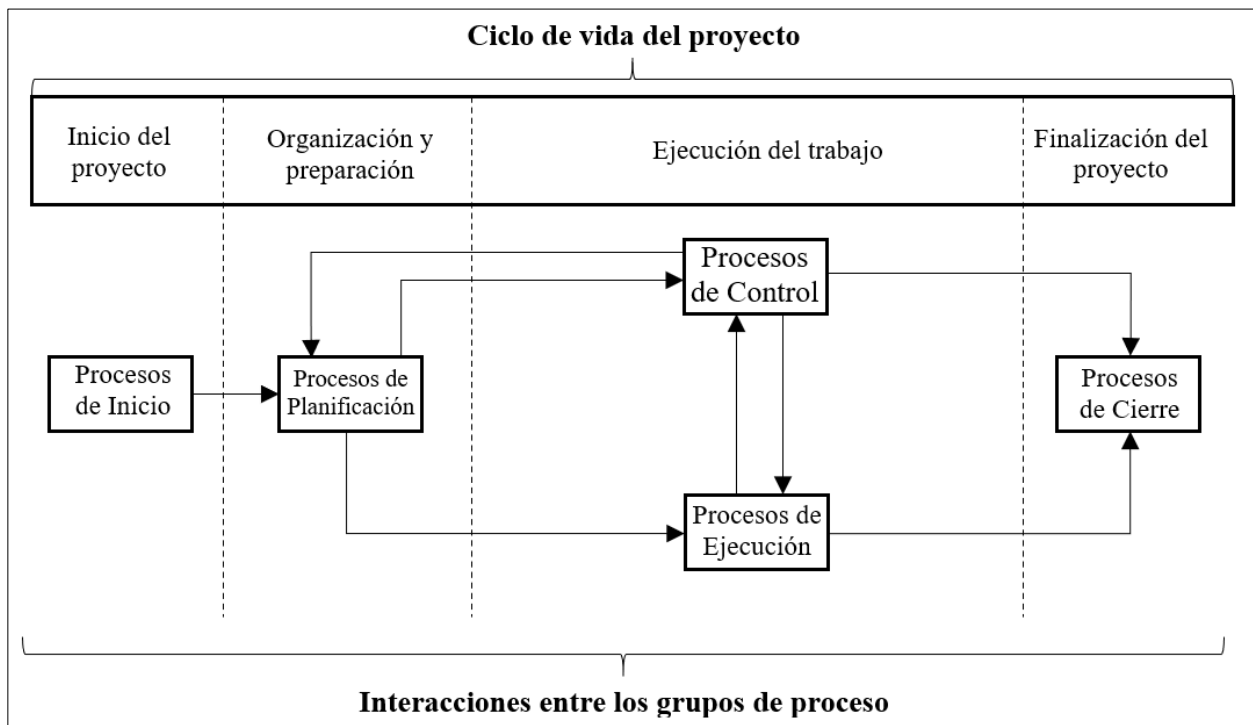 Ciclo de vida del proyecto
Inicio del
proyecto
Organización y
preparación
Ejecución del trabajo
Finalización del
proyecto
Procesos
de Control
Procesos
de Inicio
Procesos de
Planificación
Procesos
de Cierre
Procesos de
Ejecución
Interacciones entre los grupos de proceso